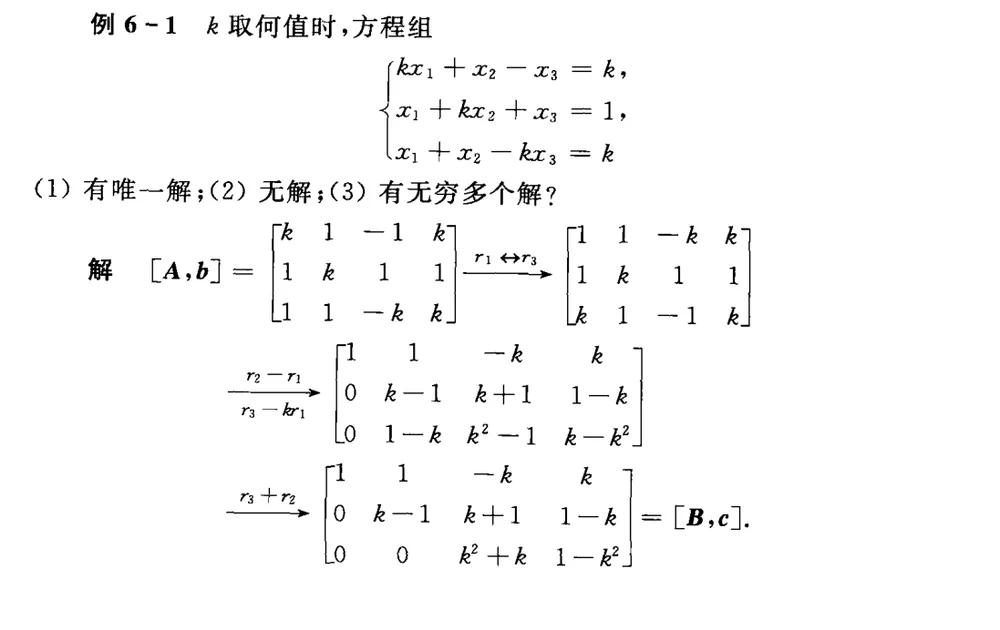 例 6-1 k 取何值时,方程组
kx₁ + x₂ − x₃ = k,
x₁ + kx₂ + x₃ = 1,
x₁ + x₂ − kx₃ = k
(1) 有唯一解;(2) 无解;(3) 有无穷多个解?
解 [A,b] = [k 1 −1 k; 1 k 1 1; 1 1 −k k] r₁↔r₃ → [1 1 −k k; 1 k 1 1; k 1 −1 k]
r₂−r₁ r₃−kr₁ → [1 1 −k k; 0 k−1 k+1 1−k; 0 1−k k²−1 k−k²]
r₃+r₂ → [1 1 −k k; 0 k−1 k+1 1−k; 0 0 k²+k 1−k²] = [B,c].